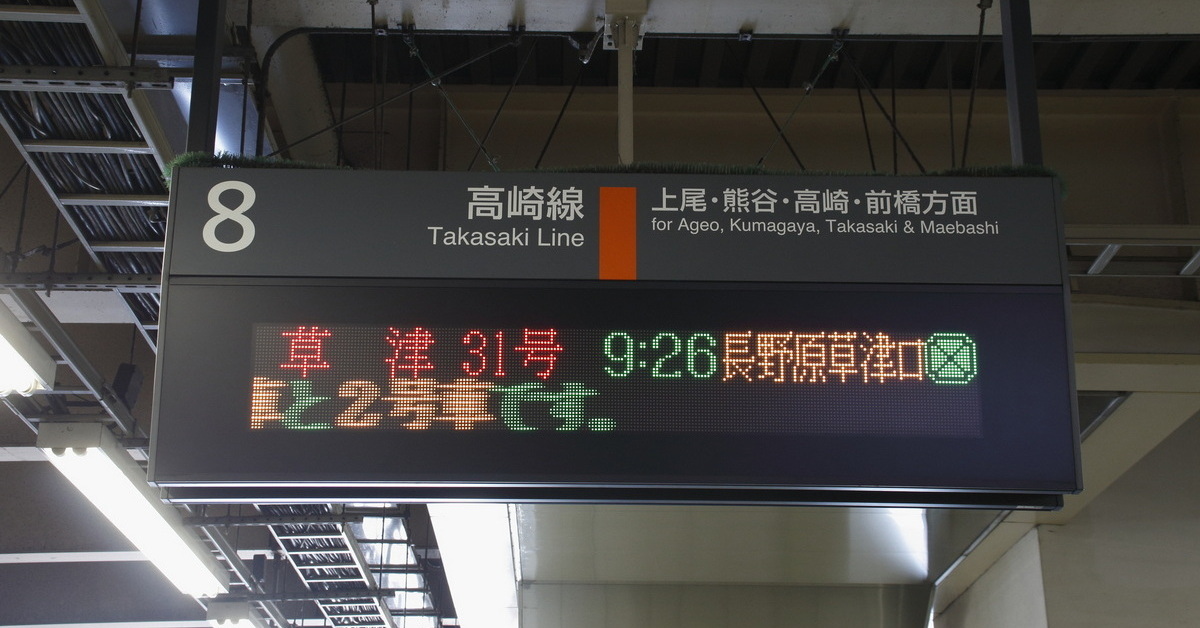 8
高崎線
Takasaki Line
上尾・熊谷・高崎・前橋方面
for Ageo, Kumagaya, Takasaki & Maebashi
草 津 31号 9:26 長野原草津口
と2号車です。